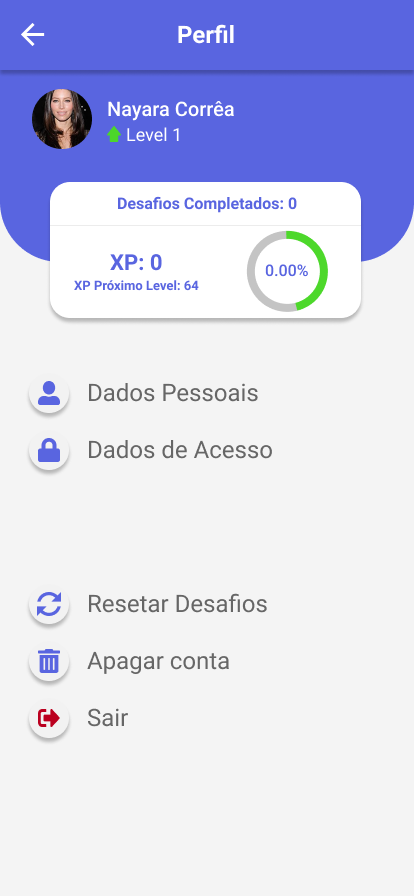 Perfil
Nayara Corrêa
Level 1
Desafios Completados: 0
XP: 0
XP Próximo Level: 64
0.00%
Dados Pessoais
Dados de Acesso
Resetar Desafios
Apagar conta
Sair